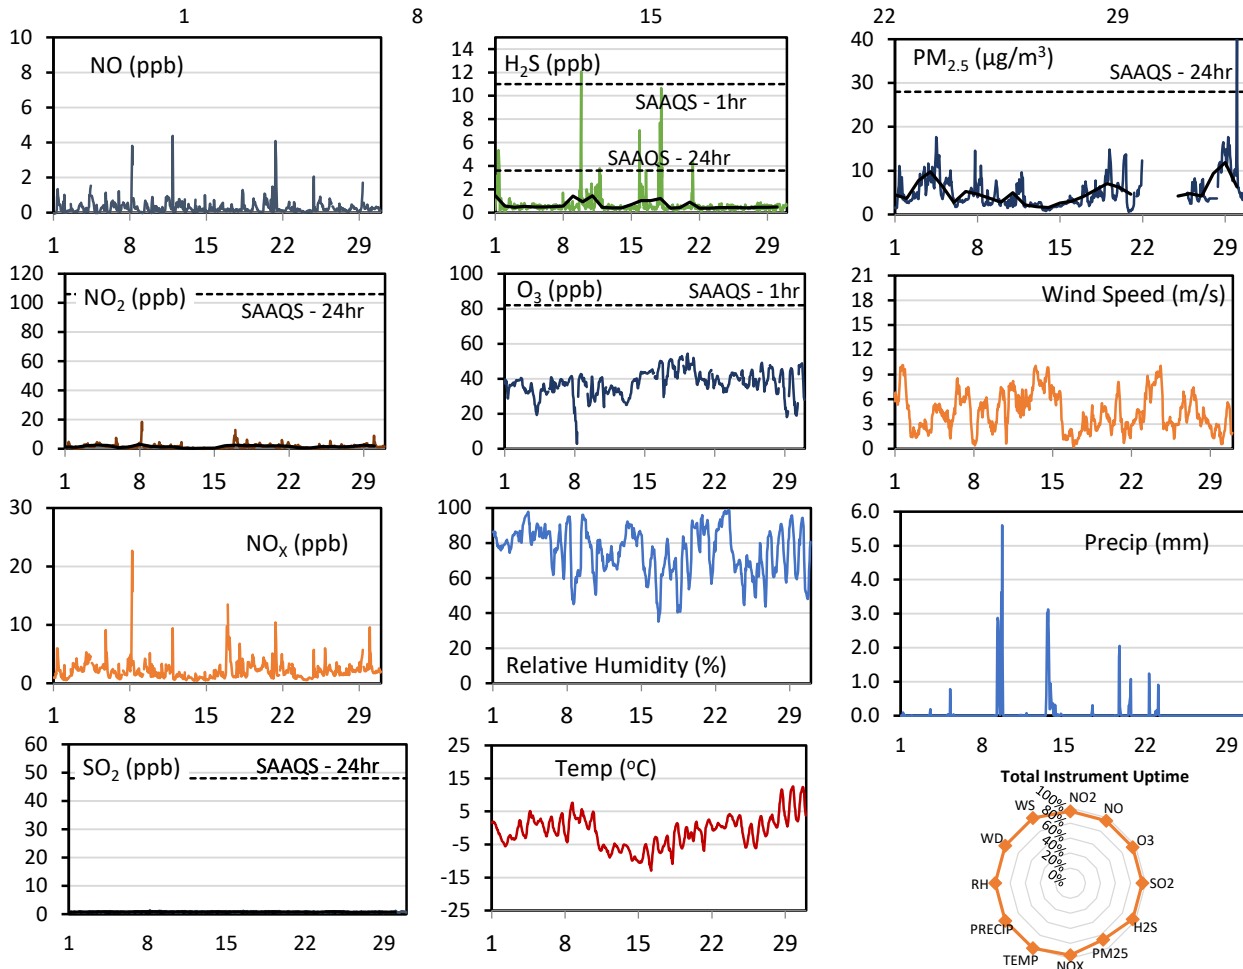 1 8 15 22 29
10
8
6
4
2
0
NO (ppb)
1 8 15 22 29
14
12
10
8
6
4
2
0
H₂S (ppb)
SAAQS - 1hr
SAAQS - 24hr
1 8 15 22 29
40
30
20
10
0
PM₂.₅ (µg/m³)
SAAQS - 24hr
1 8 15 22 29
120
100
80
60
40
20
0
NO₂ (ppb)
SAAQS - 24hr
1 8 15 22 29
100
80
60
40
20
0
O₃ (ppb)
SAAQS - 1hr
1 8 15 22 29
21
18
15
12
9
6
3
0
Wind Speed (m/s)
1 8 15 22 29
30
20
10
0
NOX (ppb)
1 8 15 22 29
100
80
60
40
20
0
Relative Humidity (%)
1 8 15 22 29
6.0
5.0
4.0
3.0
2.0
1.0
0.0
Precip (mm)
1 8 15 22 29
60
50
40
30
20
10
0
SO₂ (ppb)
SAAQS - 24hr
1 8 15 22 29
25
15
5
-5
-15
-25
Temp (°C)
1 8 15 22 29
Total Instrument Uptime
100%
80%
60%
40%
20%
0%
NO2
NO
O3
SO2
H2S
PM25
NOX
TEMP
PRECIP
RH
WD
WS